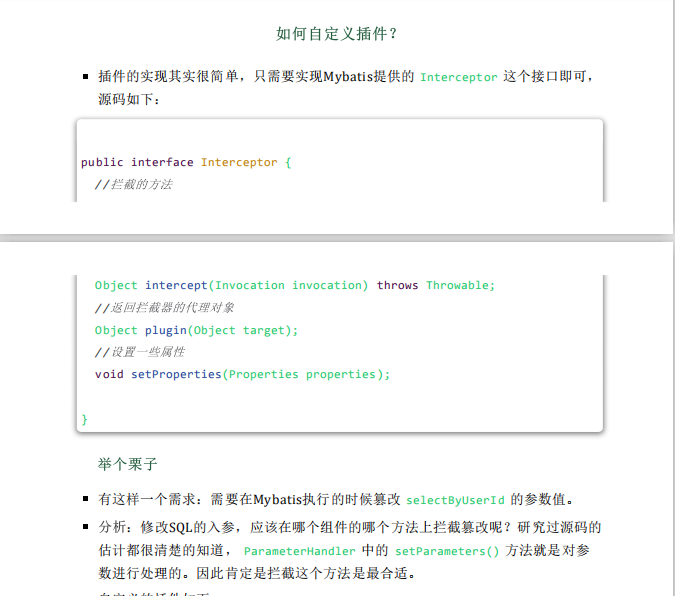 如何自定义插件？
▪ 插件的实现其实很简单，只需要实现Mybatis提供的 Interceptor 这个接口即可，
源码如下：
public interface Interceptor {
//拦截的方法
Object intercept(Invocation invocation) throws Throwable;
//返回拦截器的代理对象
Object plugin(Object target);
//设置一些属性
void setProperties(Properties properties);
}
举个栗子
▪ 有这样一个需求：需要在Mybatis执行的时候篡改 selectByUserId 的参数值。
▪ 分析：修改SQL的入参，应该在哪个组件的哪个方法上拦截篡改呢？研究过源码的
估计都很清楚的知道， ParameterHandler 中的 setParameters() 方法就是对参
数进行处理的。因此肯定是拦截这个方法是最合适。